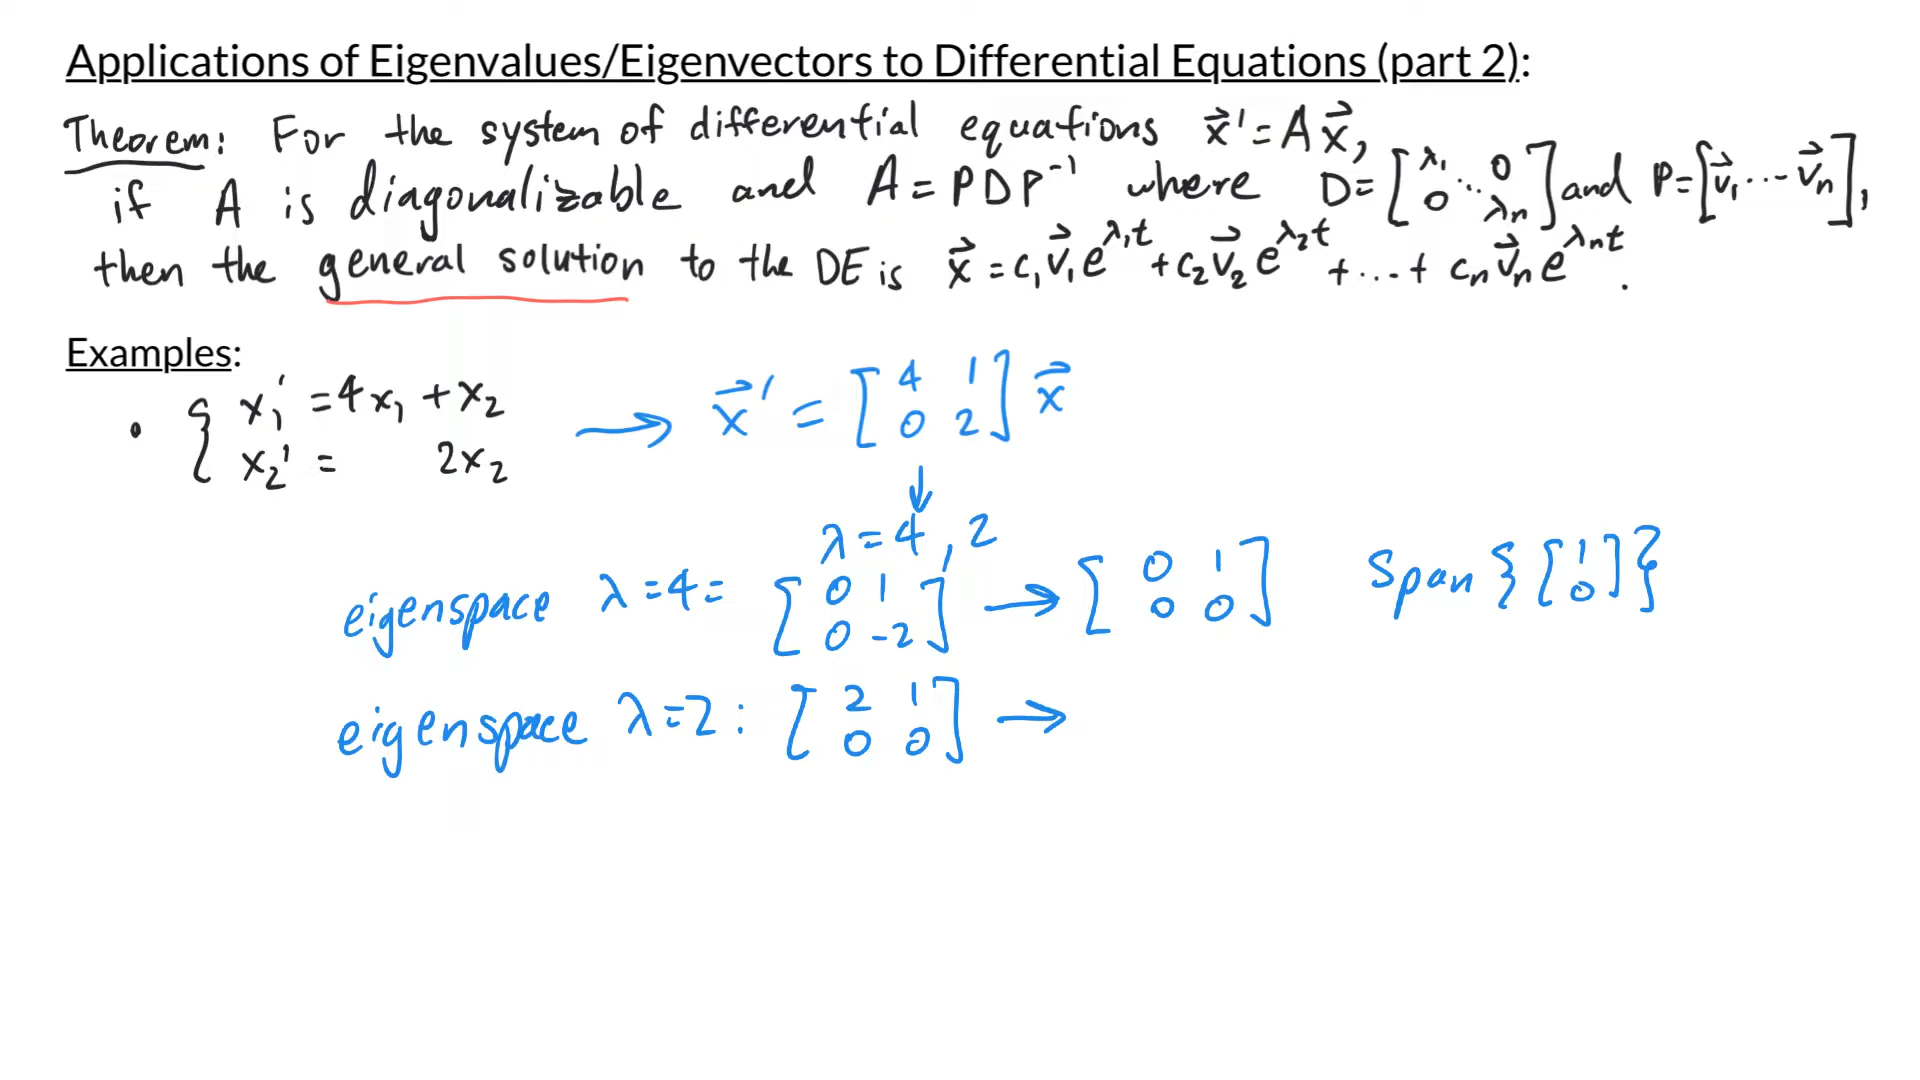 Applications of Eigenvalues/Eigenvectors to Differential Equations (part 2):
Theorem: For the system of differential equations x⃗' = A x⃗,
if A is diagonalizable and A = PDP⁻¹ where D = [λ₁ ⋯ 0; 0 ⋯ λₙ] and P = [v⃗₁ ⋯ v⃗ₙ],
then the general solution to the DE is x⃗ = c₁v⃗₁e^{λ₁t} + c₂v⃗₂e^{λ₂t} + ... + cₙv⃗ₙe^{λₙt}.
Examples:
• { x₁' = 4x₁ + x₂ → x⃗' = [4 1; 0 2] x⃗
x₂' = 2x₂
↓
λ = 4, 2
eigenspace λ=4= [0 1; 0 -2] → [0 1; 0 0] Span {[1; 0]}
eigenspace λ=2: [2 1; 0 0] →